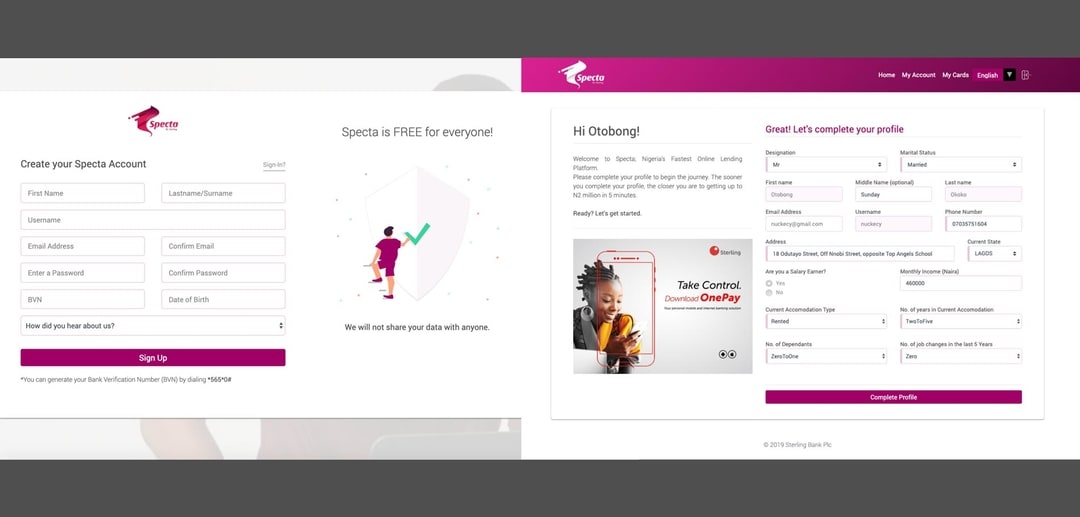 Specta
Specta is FREE for everyone!
Create your Specta Account
Sign In?
First Name
Lastname/Surname
Username
Email Address
Confirm Email
Enter a Password
Confirm Password
BVN
Date of Birth
How did you hear about us?
Sign Up
*You can generate your Bank Verification Number (BVN) by dialing *565*0#
We will not share your data with anyone.
Specta
Home
My Account
My Cards
English
Hi Otobong!
Welcome to Specta; Nigeria's Fastest Online Lending
Platform.
Please complete your profile to begin the journey. The sooner
you complete your profile, the closer you are to getting up to
N2 million in 5 minutes.
Ready? Let's get started.
Sterling
Take Control.
Download OnePay
Your personal mobile and internet banking solution
Great! Let's complete your profile
Designation
Marital Status
Mr
Married
First name
Middle Name (optional)
Last name
Otobong
Sunday
Okoko
Email Address
Username
Phone Number
nuckecy@gmail.com
nuckecy
07035751604
Address
Current State
18 Odutayo Street, Off Nnobi Street, opposite Top Angels School
LAGOS
Are you a Salary Earner?
Monthly Income (Naira)
Yes
460000
No
Current Accomodation Type
No. of years in Current Accomodation
Rented
TwoToFive
No. of Dependants
No. of job changes in the last 5 Years
ZeroToOne
Zero
Complete Profile
© 2019 Sterling Bank Plc